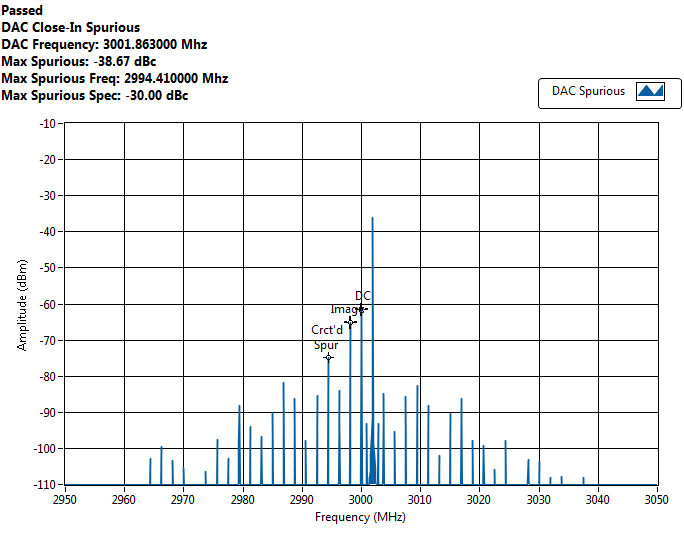 Passed
DAC Close-In Spurious
DAC Frequency: 3001.863000 Mhz
Max Spurious: -38.67 dBc
Max Spurious Freq: 2994.410000 Mhz
Max Spurious Spec: -30.00 dBc
DAC Spurious
-10
-20
-30
-40
-50
-60
-70
-80
-90
-100
-110
Amplitude (dBm)
DC
Image
Crct'd
Spur
2950 2960 2970 2980 2990 3000 3010 3020 3030 3040 3050
Frequency (MHz)